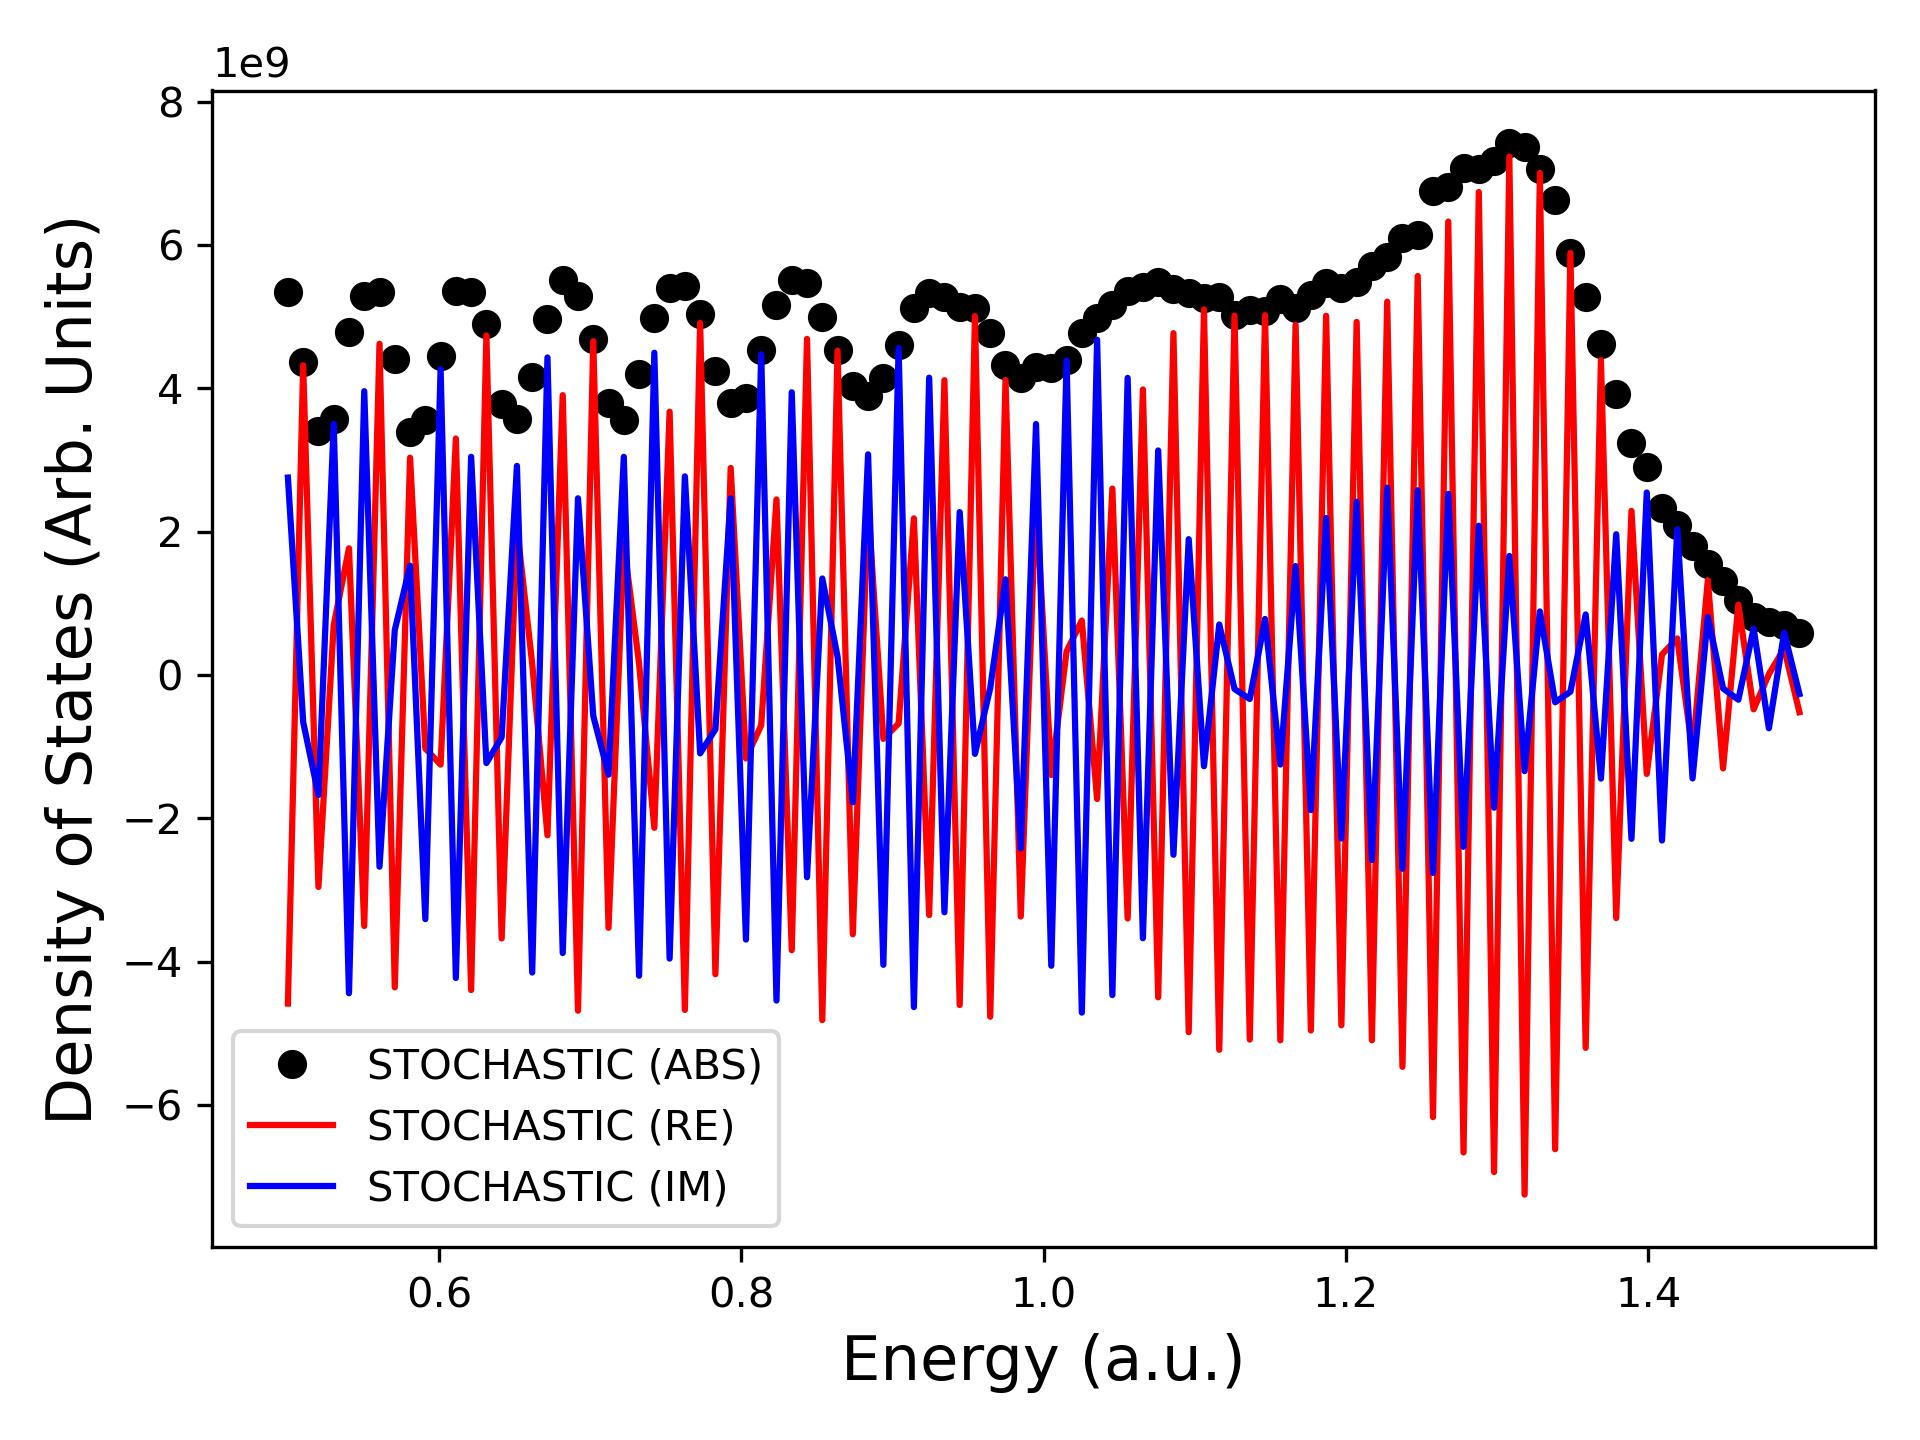 1e9
8
6
4
2
0
−2
−4
−6
Density of States (Arb. Units)
STOCHASTIC (ABS)
STOCHASTIC (RE)
STOCHASTIC (IM)
0.6 0.8 1.0 1.2 1.4
Energy (a.u.)